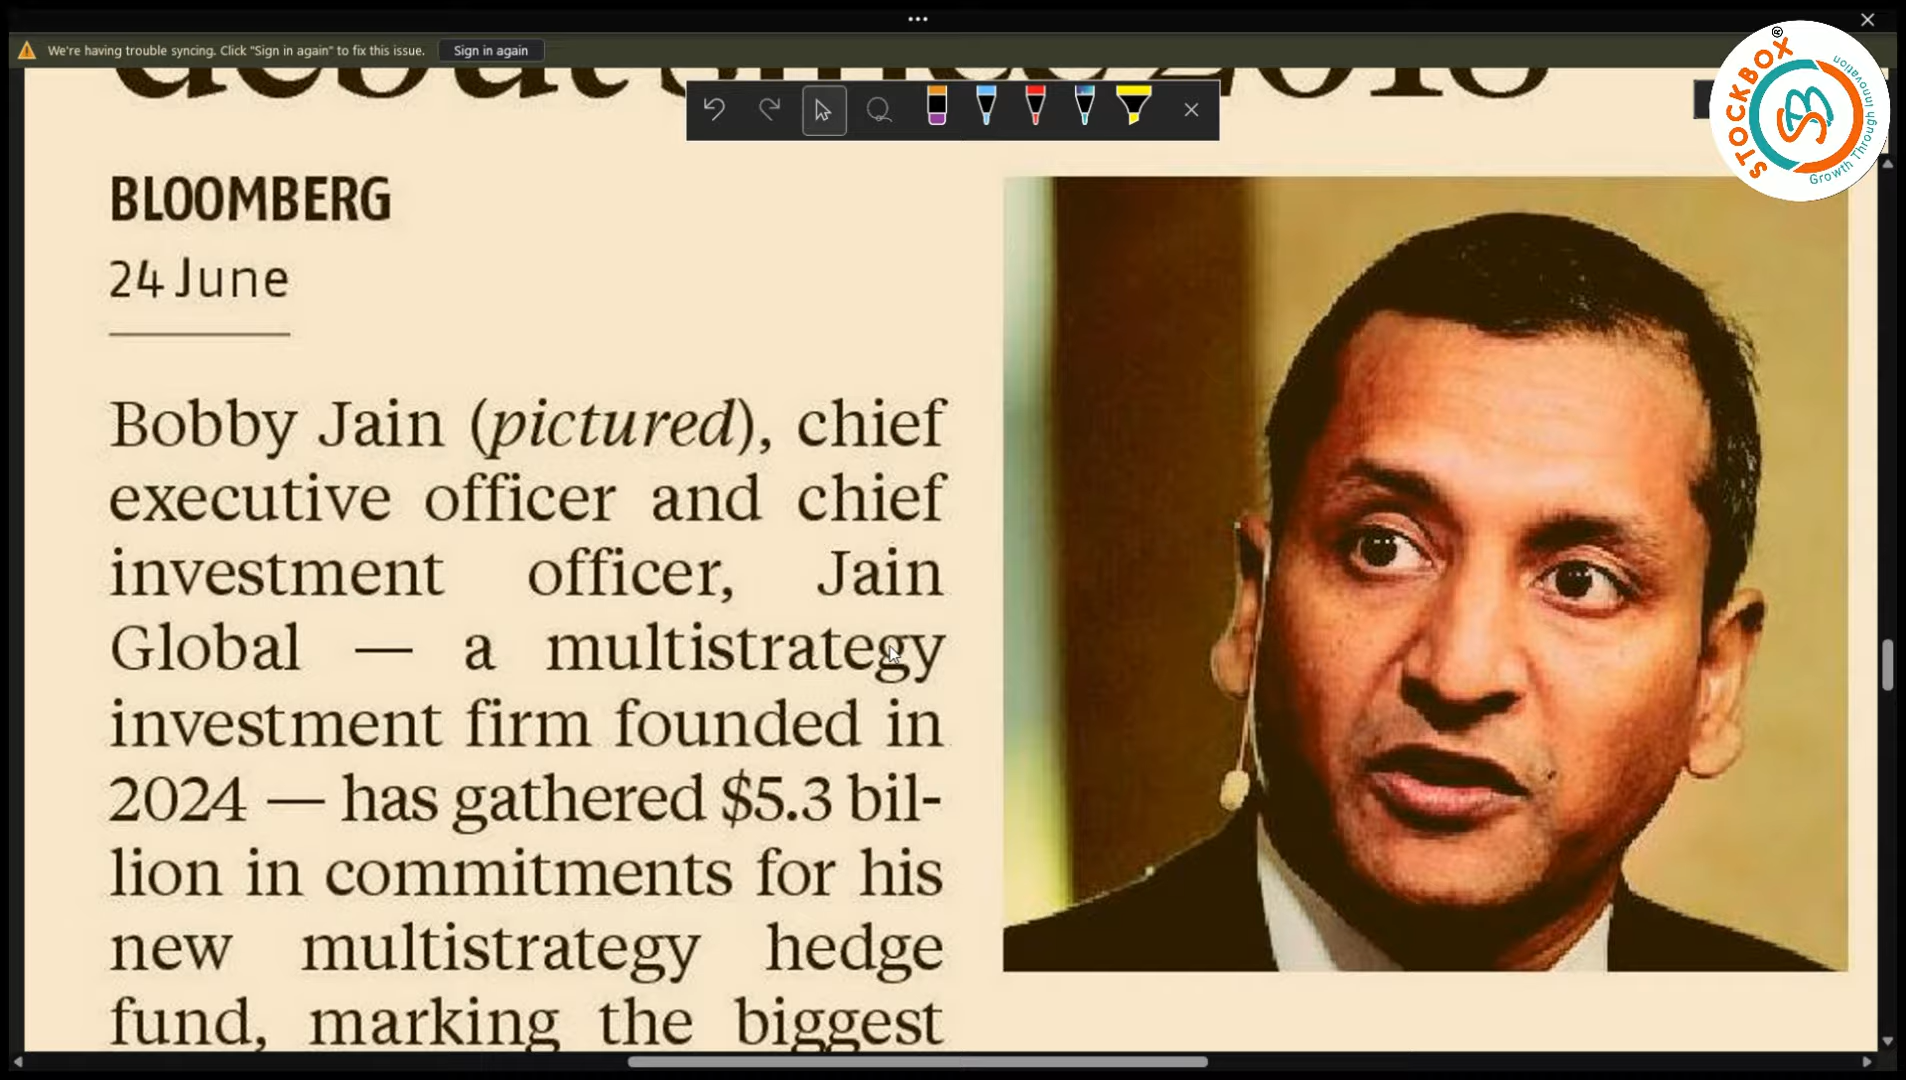 We're having trouble syncing. Click "Sign in again" to fix this issue.
Sign in again
debut since 2018
STOCKBOX
®
Growth Through Innovation
BLOOMBERG
24 June
Bobby Jain (pictured), chief
executive officer and chief
investment officer, Jain
Global — a multistrategy
investment firm founded in
2024 — has gathered $5.3 bil-
lion in commitments for his
new multistrategy hedge
fund, marking the biggest